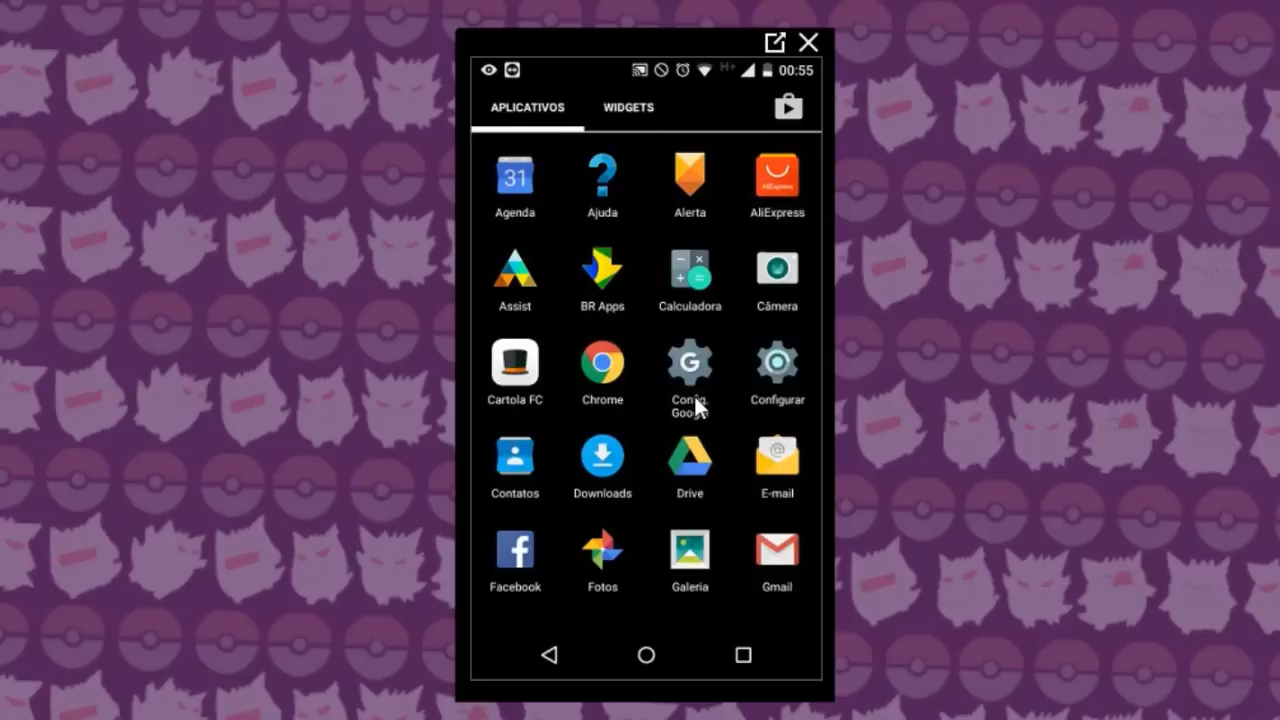 H+ 00:55
APLICATIVOS WIDGETS
31
AliExpress
Agenda Ajuda Alerta AliExpress
Assist BR Apps Calculadora Câmera
G
Cartola FC Chrome Configurar
Contatos Downloads Drive E-mail
Facebook Fotos Galeria Gmail